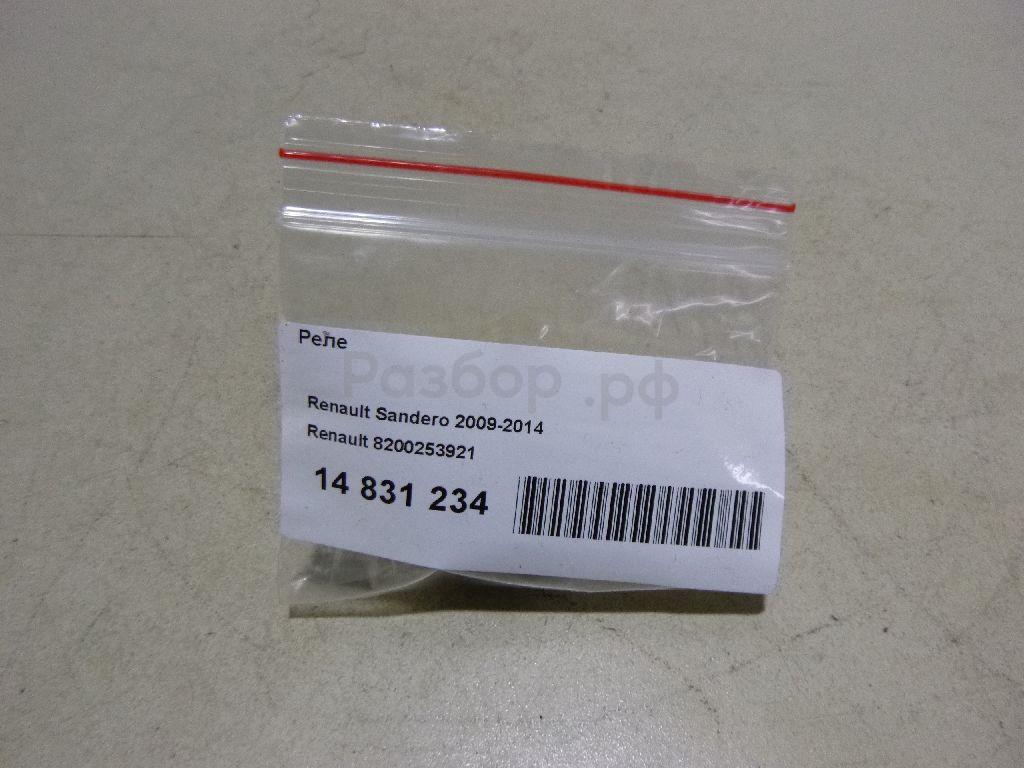 Реле
Разбор.рф
Renault Sandero 2009-2014
Renault 8200253921
14 831 234